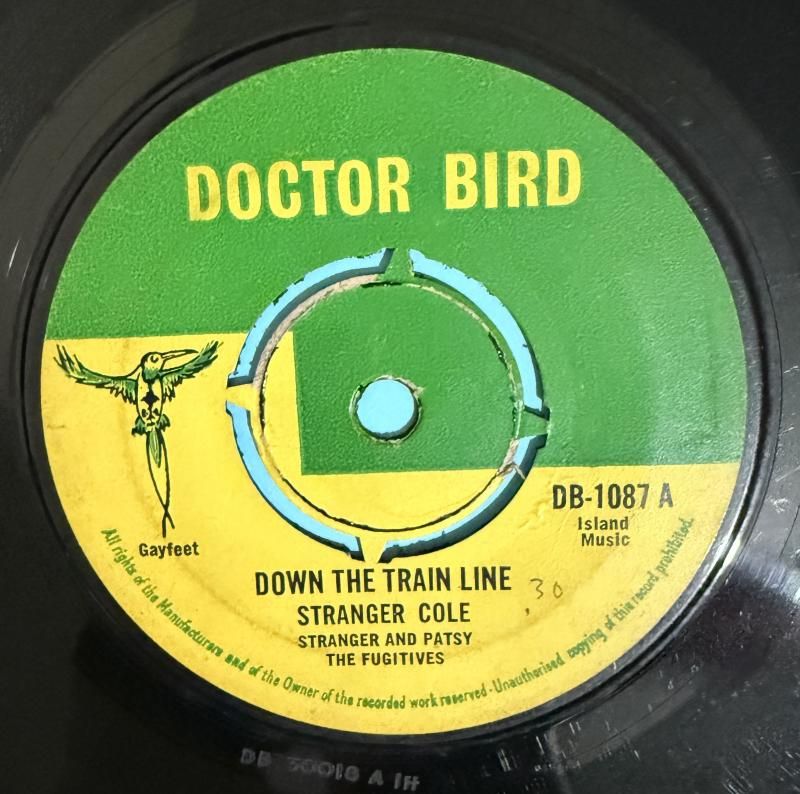 DOCTOR BIRD
Gayfeet
DB-1087 A
Island
Music
DOWN THE TRAIN LINE
.30
STRANGER COLE
STRANGER AND PATSY
THE FUGITIVES
All rights of the Manufacturers and of the Owner of the recorded work reserved-Unauthorised copying of this record prohibited.
DB A